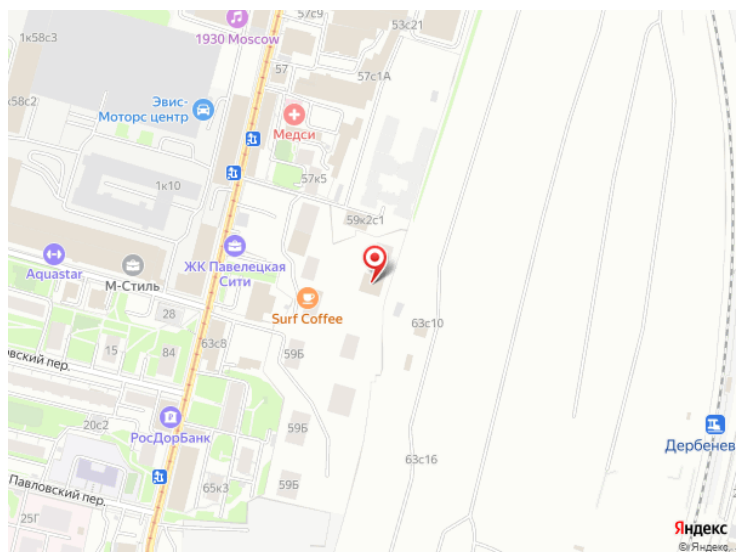 57с9
53с21
1к58с3
1930 Moscow
57
57с1А
к58с2
Эвис-
Моторс центр
Медси
57к5
1к10
59к2с1
Aquastar
М-Стиль
ЖК Павелецкая
Сити
Surf Coffee
28
63с8
63с10
15
84
59Б
овский пер.
20с2
59Б
РосДорБанк
Дербенев
63с16
Павловский пер.
65к3
25Г
Яндекс
© Яндекс